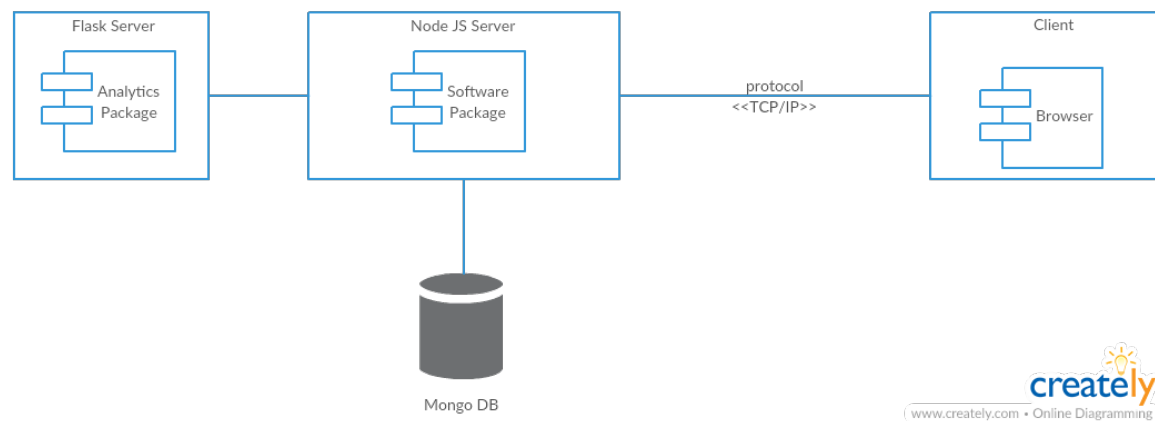 Flask Server
Analytics
Package
Node JS Server
Software
Package
protocol
<<TCP/IP>>
Client
Browser
Mongo DB
creately
www.creately.com • Online Diagramming